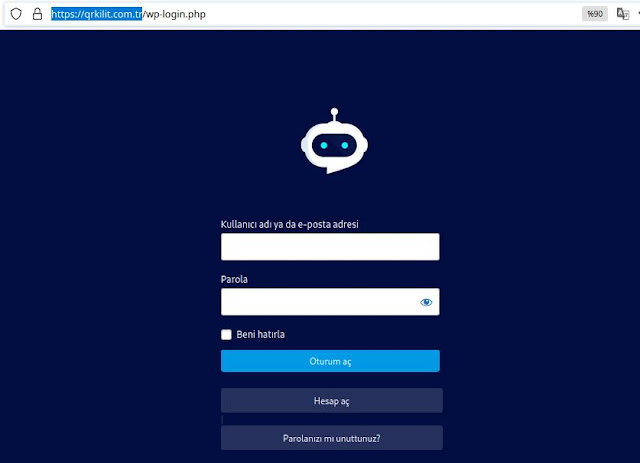 https://qrkilit.com.tr/wp-login.php %90
Kullanıcı adı ya da e-posta adresi
Parola
Beni hatırla
Oturum aç
Hesap aç
Parolanızı mı unuttunuz?